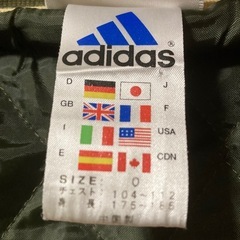 adidas
D J
GB F
I USA
E CDN
SIZE O
チェスト 104-112
身長 175-185
中国製